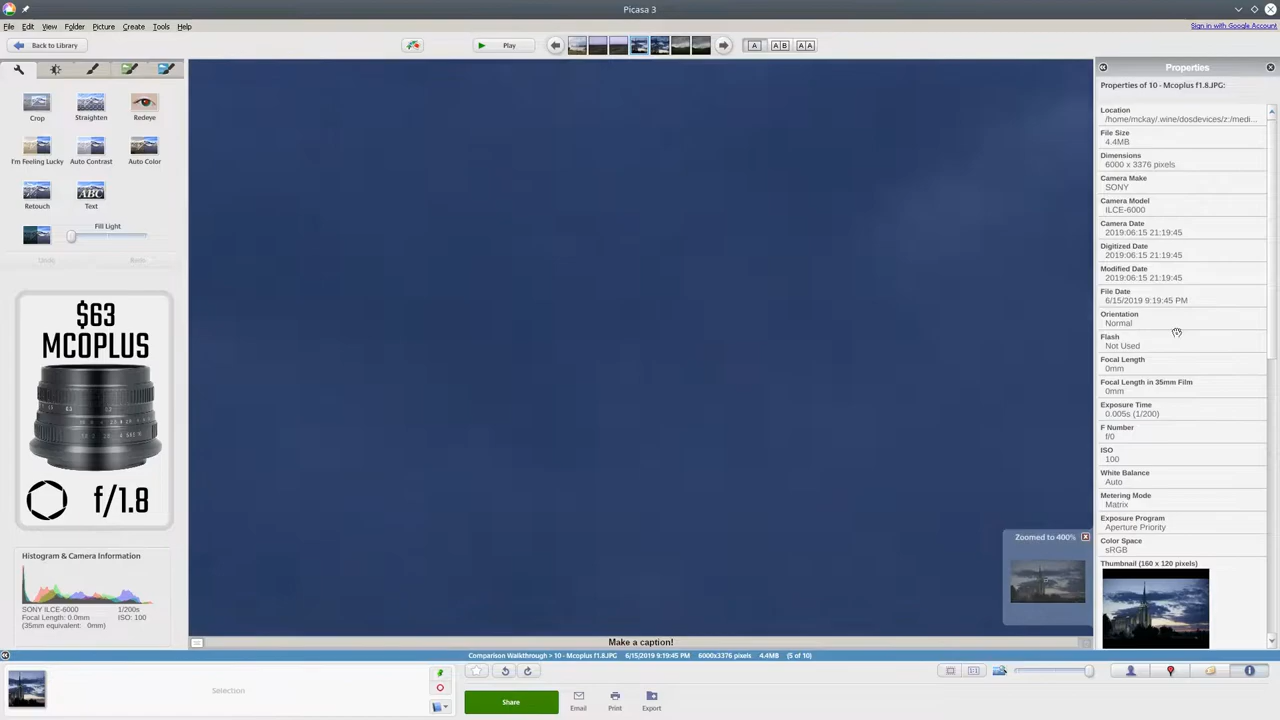 Picasa 3
File Edit View Folder Picture Create Tools Help
Sign in with Google Account
Back to Library
Play
A
A B
A A
Properties
Properties of 10 - Mcoplus f1.8.JPG:
Location
/home/mckay/.wine/dosdevices/z:/medi...
File Size
4.4MB
Dimensions
6000 x 3376 pixels
Camera Make
SONY
Camera Model
ILCE-6000
Camera Date
2019:06:15 21:19:45
Digitized Date
2019:06:15 21:19:45
Modified Date
2019:06:15 21:19:45
File Date
6/15/2019 9:19:45 PM
Orientation
Normal
Flash
Not Used
Focal Length
0mm
Focal Length in 35mm Film
0mm
Exposure Time
0.005s (1/200)
F Number
f/0
ISO
100
White Balance
Auto
Metering Mode
Matrix
Exposure Program
Aperture Priority
Color Space
sRGB
Thumbnail (160 x 120 pixels)
Crop
Straighten
Redeye
I'm Feeling Lucky
Auto Contrast
Auto Color
ABC
Retouch
Text
Fill Light
Undo
$63
MCOPLUS
f/1.8
Histogram & Camera Information
SONY ILCE-6000 1/200s
Focal Length: 0.0mm ISO: 100
(35mm equivalent: 0mm)
Zoomed to 400%
Make a caption!
Comparison Walkthrough > 10 - Mcoplus f1.8.JPG 6/15/2019 9:19:45 PM 6000x3376 pixels 4.4MB (5 of 10)
Selection
Share
Email
Print
Export
1:1